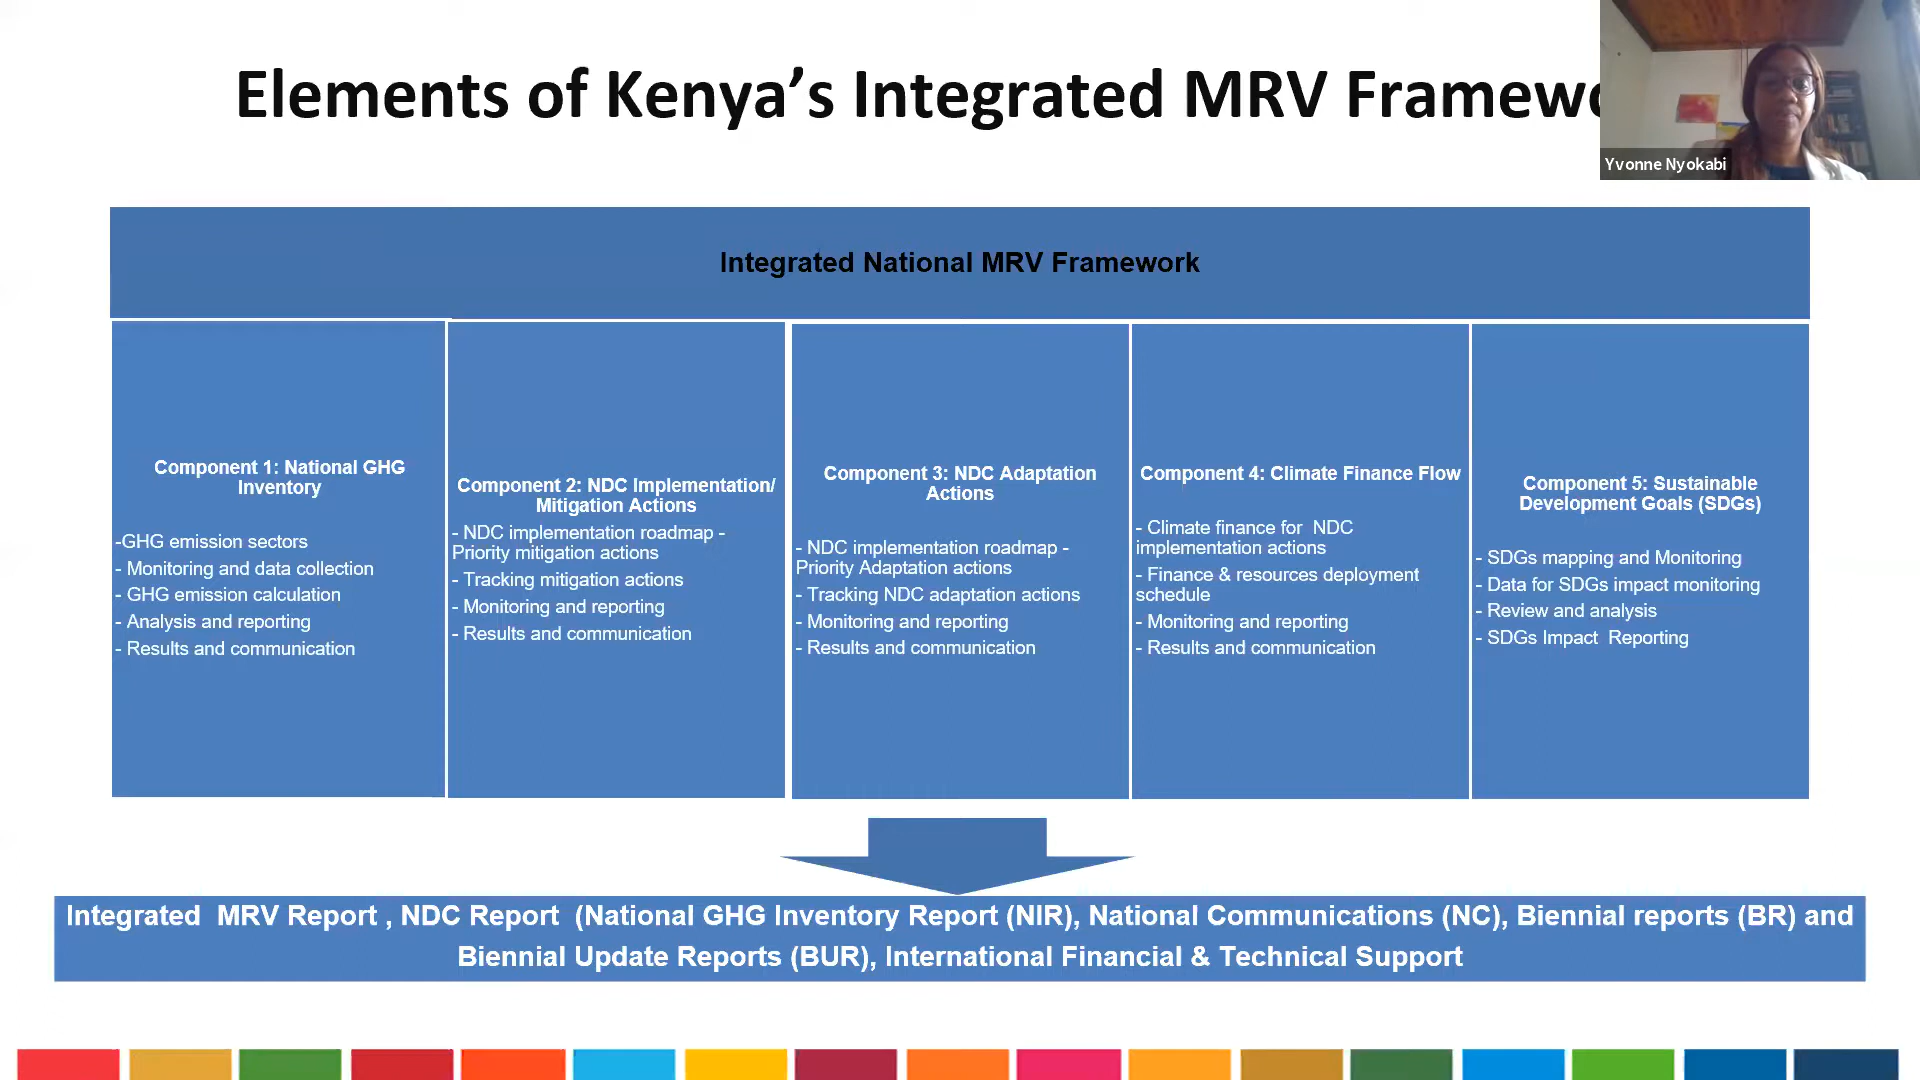 Elements of Kenya’s Integrated MRV Framewo
Yvonne Nyokabi
Integrated National MRV Framework
Component 1: National GHG
Inventory
-GHG emission sectors
- Monitoring and data collection
- GHG emission calculation
- Analysis and reporting
- Results and communication
Component 2: NDC Implementation/
Mitigation Actions
- NDC implementation roadmap -
Priority mitigation actions
- Tracking mitigation actions
- Monitoring and reporting
- Results and communication
Component 3: NDC Adaptation
Actions
- NDC implementation roadmap -
Priority Adaptation actions
- Tracking NDC adaptation actions
- Monitoring and reporting
- Results and communication
Component 4: Climate Finance Flow
- Climate finance for  NDC
implementation actions
- Finance & resources deployment
schedule
- Monitoring and reporting
- Results and communication
Component 5: Sustainable
Development Goals (SDGs)
- SDGs mapping and Monitoring
- Data for SDGs impact monitoring
- Review and analysis
- SDGs Impact  Reporting
Integrated  MRV Report , NDC Report  (National GHG Inventory Report (NIR), National Communications (NC), Biennial reports (BR) and
Biennial Update Reports (BUR), International Financial & Technical Support